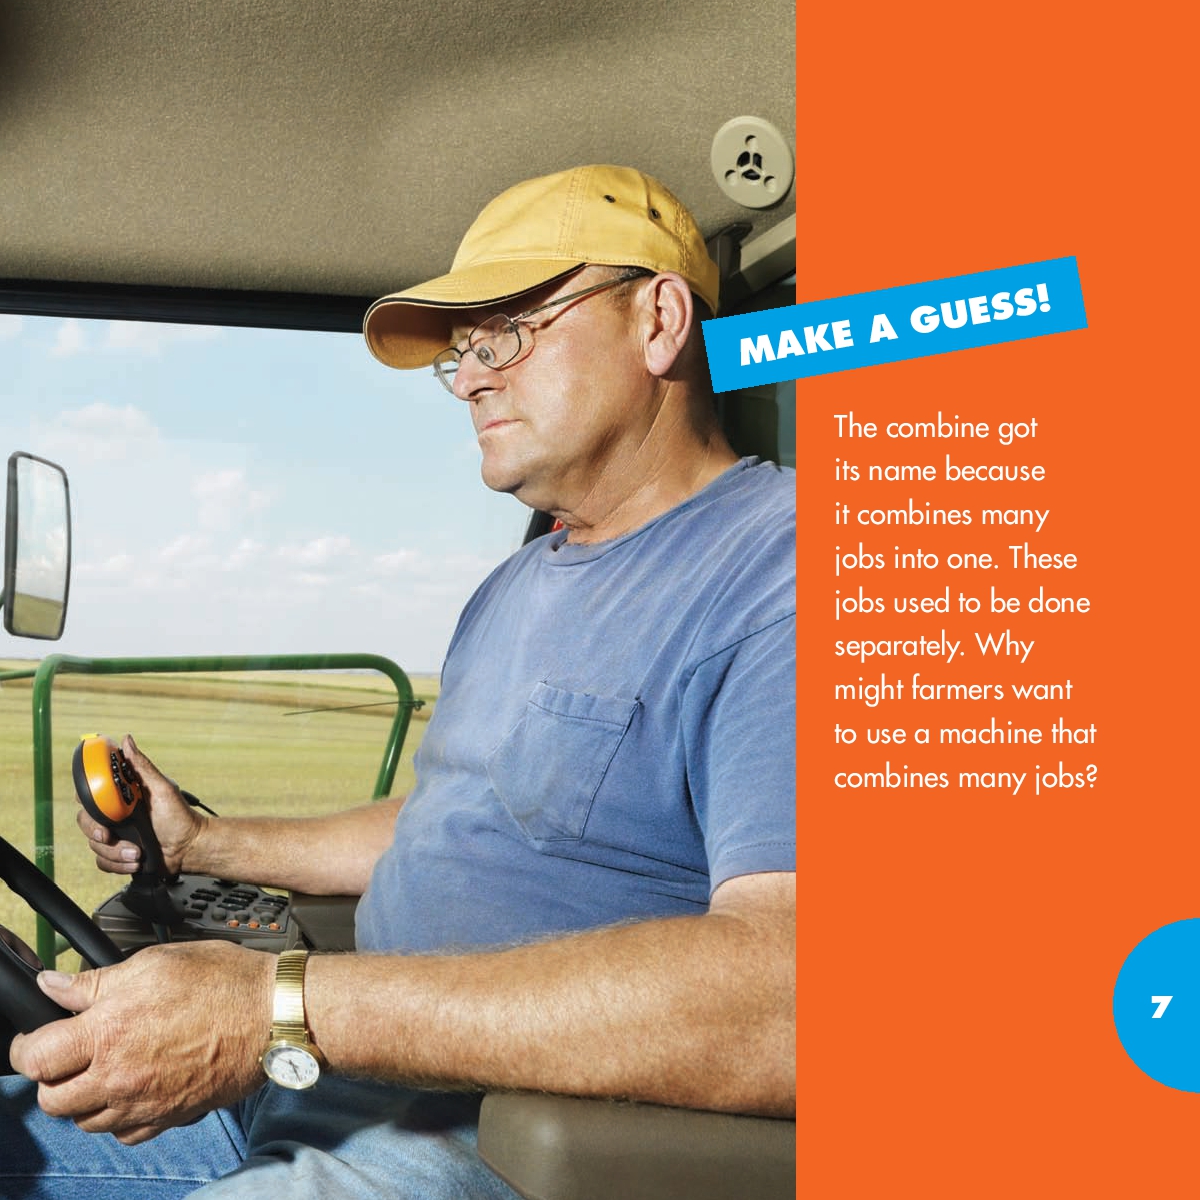 MAKE A GUESS!
The combine got
its name because
it combines many
jobs into one. These
jobs used to be done
separately. Why
might farmers want
to use a machine that
combines many jobs?
7